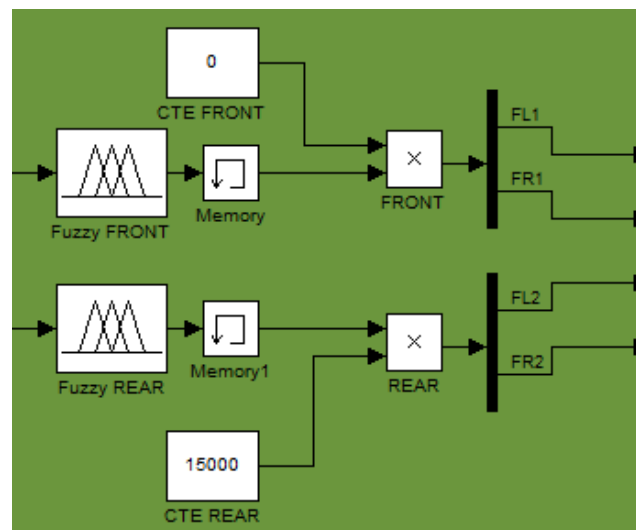 0
CTE FRONT
FL1
×
FR1
Fuzzy FRONT
Memory
FRONT
FL2
×
FR2
Fuzzy REAR
Memory1
REAR
15000
CTE REAR